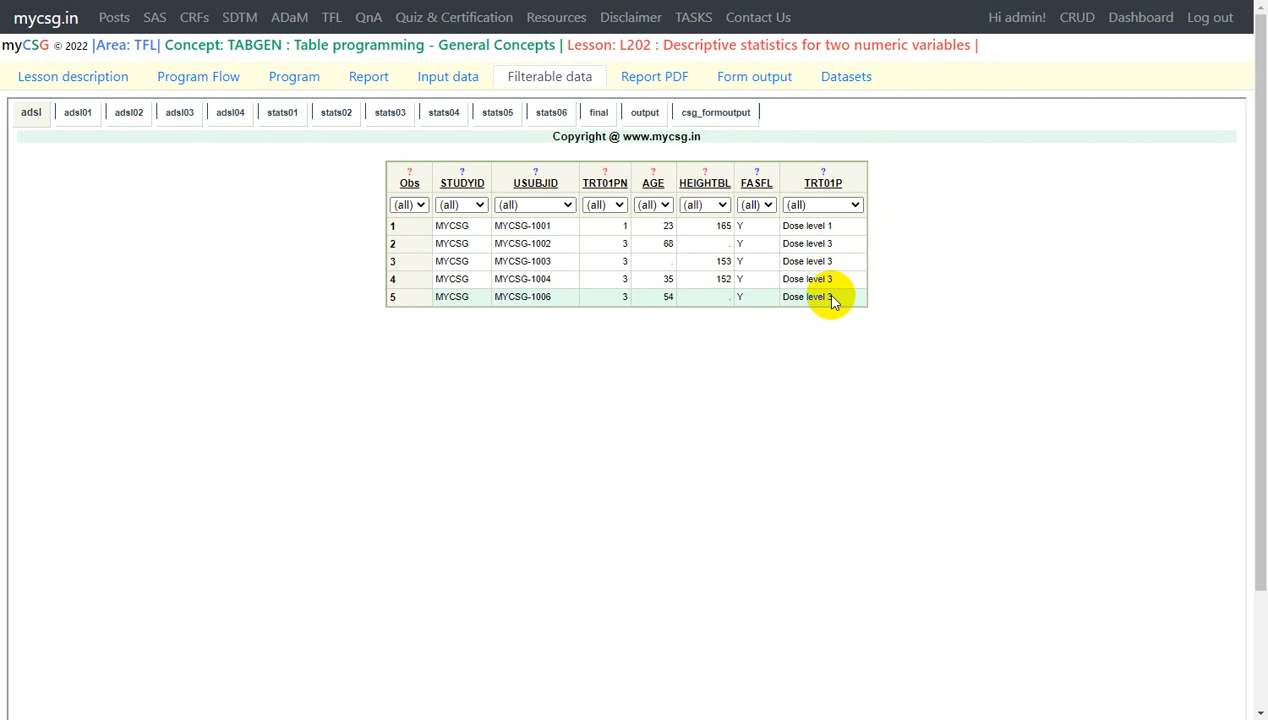 mycsg.in Posts SAS CRFs SDTM ADaM TFL QnA Quiz & Certification Resources Disclaimer TASKS Contact Us Hi admin! CRUD Dashboard Log out
myCSG © 2022 |Area: TFL| Concept: TABGEN : Table programming - General Concepts | Lesson: L202 : Descriptive statistics for two numeric variables |
Lesson description Program Flow Program Report Input data Filterable data Report PDF Form output Datasets
adsl adsl01 adsl02 adsl03 adsl04 stats01 stats02 stats03 stats04 stats05 stats06 final output csg_formoutput
Copyright @ www.mycsg.in
? ? ? ? ? ? ? ?
Obs STUDYID USUBJID TRT01PN AGE HEIGHTBL FASFL TRT01P
(all) (all) (all) (all) (all) (all) (all) (all)
1 MYCSG MYCSG-1001 1 23 165 Y Dose level 1
2 MYCSG MYCSG-1002 3 68 . Y Dose level 3
3 MYCSG MYCSG-1003 3 . 153 Y Dose level 3
4 MYCSG MYCSG-1004 3 35 152 Y Dose level 3
5 MYCSG MYCSG-1006 3 54 . Y Dose level 3